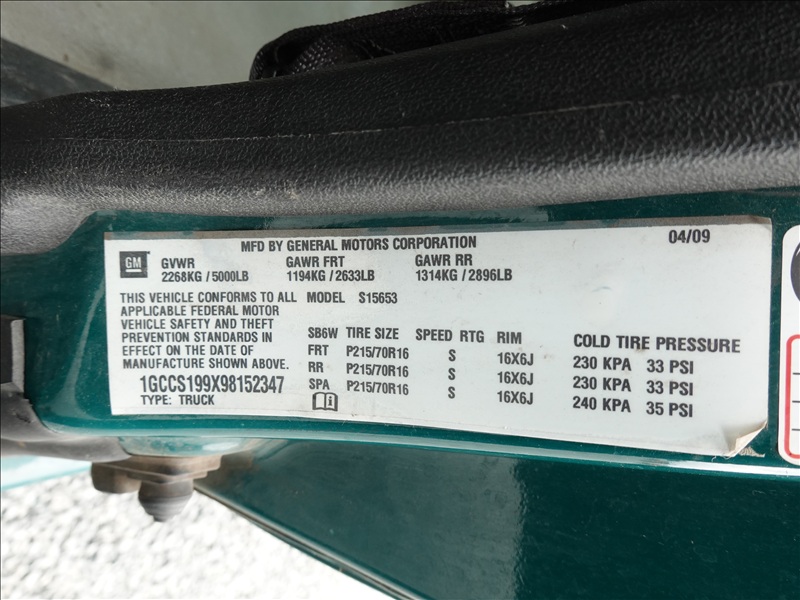 MFD BY GENERAL MOTORS CORPORATION 04/09
GM
GVWR GAWR FRT GAWR RR
2268KG / 5000LB 1194KG / 2633LB 1314KG / 2896LB
THIS VEHICLE CONFORMS TO ALL
APPLICABLE FEDERAL MOTOR
VEHICLE SAFETY AND THEFT
PREVENTION STANDARDS IN
EFFECT ON THE DATE OF
MANUFACTURE SHOWN ABOVE.
1GCCS199X98152347
TYPE: TRUCK
MODEL S15653
SB6W TIRE SIZE SPEED RTG RIM COLD TIRE PRESSURE
FRT P215/70R16 S 16X6J 230 KPA 33 PSI
RR P215/70R16 S 16X6J 230 KPA 33 PSI
SPA P215/70R16 S 16X6J 240 KPA 35 PSI